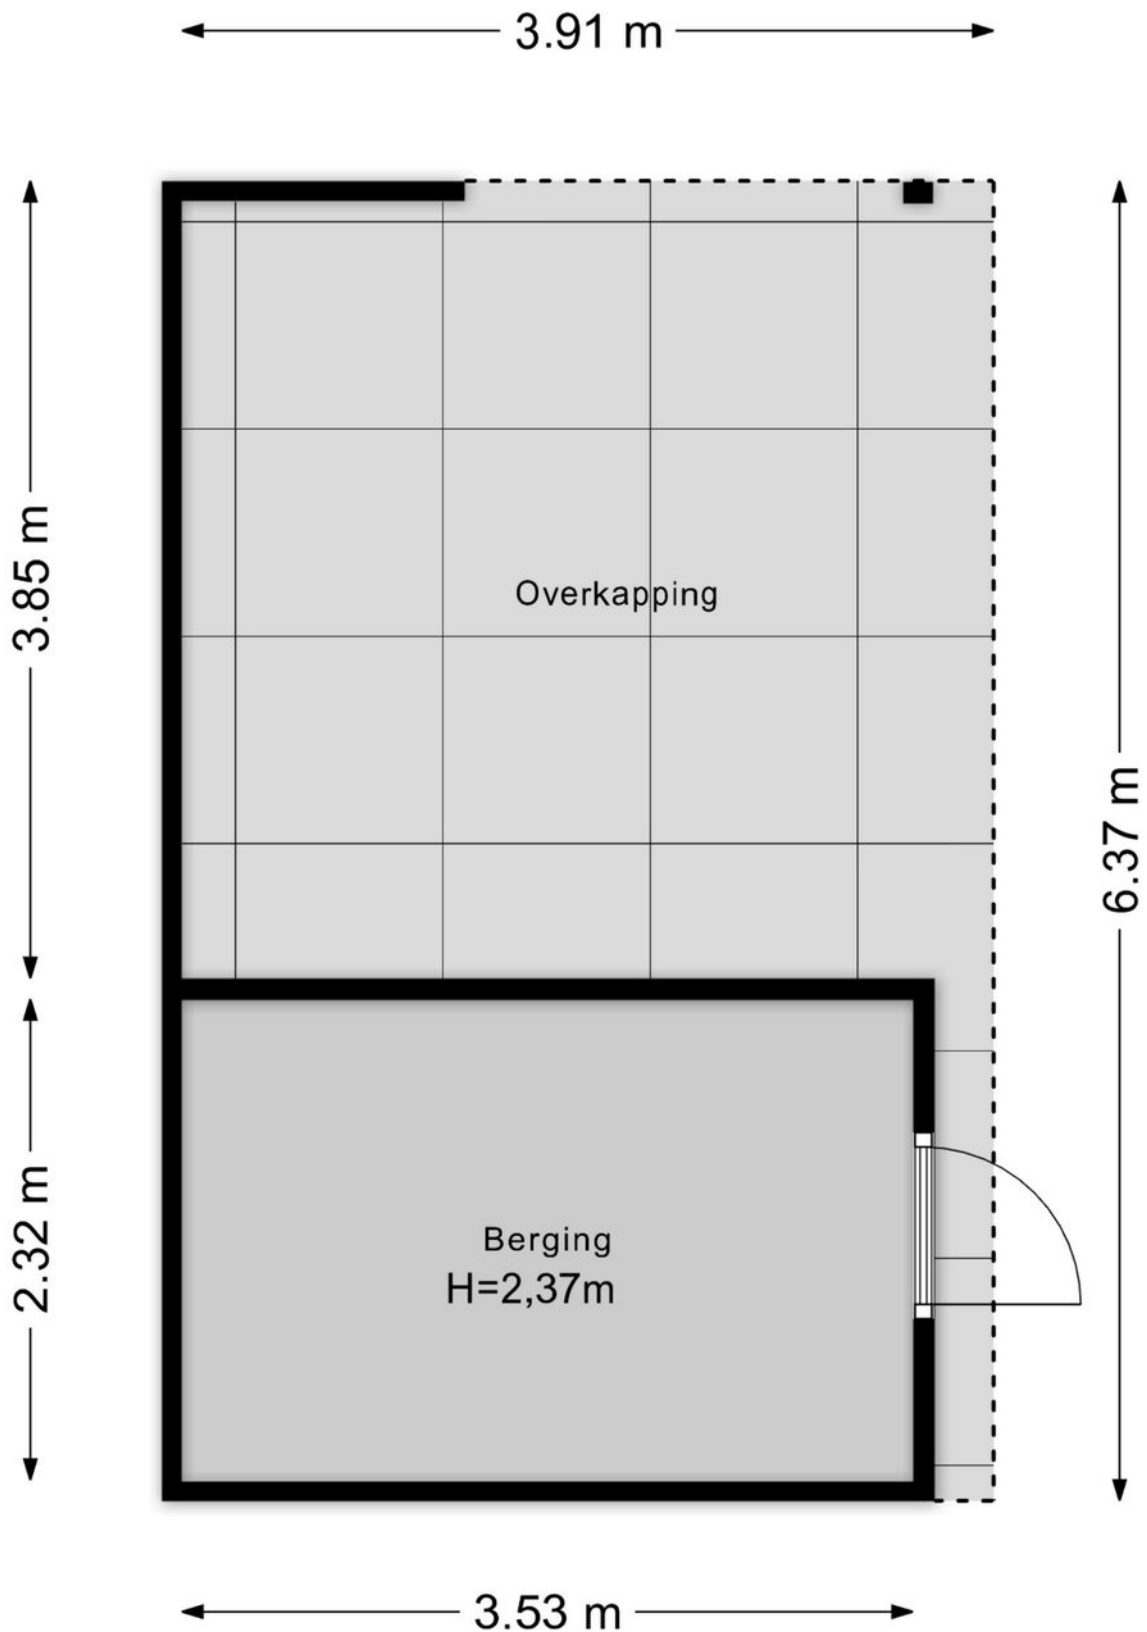 3.91 m
3.85 m
Overkapping
6.37 m
2.32 m
Berging
H=2,37m
3.53 m